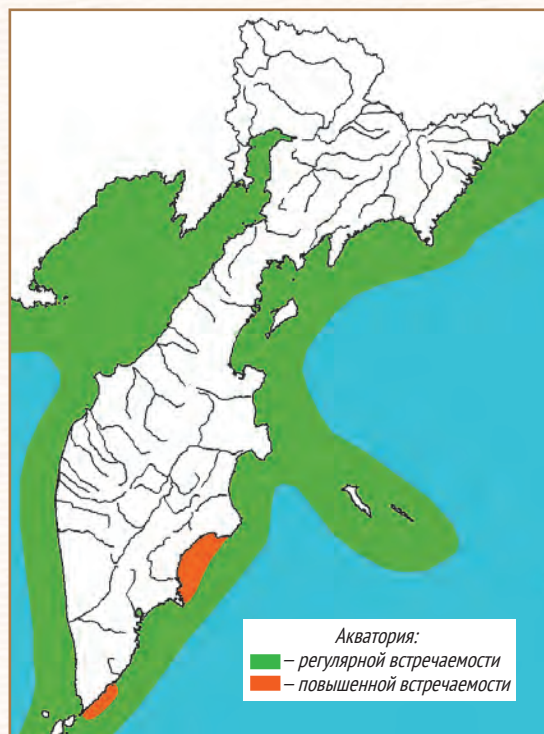 Акватория:
– регулярной встречаемости
– повышенной встречаемости